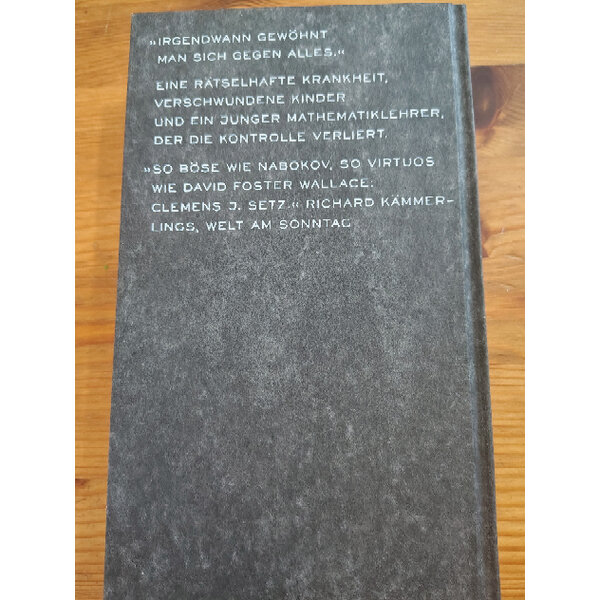 »IRGENDWANN GEWÖHNT
MAN SICH GEGEN ALLES.«
EINE RÄTSELHAFTE KRANKHEIT,
VERSCHWUNDENE KINDER
UND EIN JUNGER MATHEMATIKLEHRER,
DER DIE KONTROLLE VERLIERT.
»SO BÖSE WIE NABOKOV, SO VIRTUOS
WIE DAVID FOSTER WALLACE:
CLEMENS J. SETZ.« RICHARD KÄMMER-
LINGS, WELT AM SONNTAG